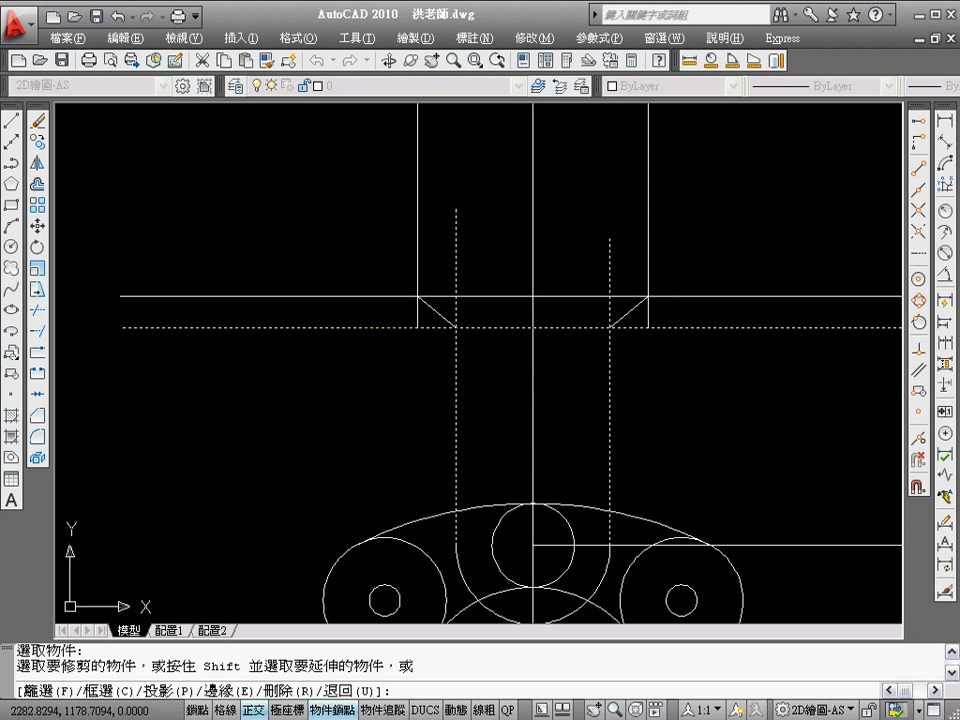 AutoCAD 2010 洪老師.dwg
鍵入關鍵字或詞組
檔案(F) 編輯(E) 檢視(V) 插入(I) 格式(O) 工具(T) 繪製(D) 標註(N) 修改(M) 參數式(P) 視窗(W) 說明(H) Express
2D繪圖-AS 0 ByLayer ByLayer By
Y
X
模型 配置1 配置2
選取物件:
選取要修剪的物件，或按住 Shift 並選取要延伸的物件，或
[籬選(F)/框選(C)/投影(P)/邊緣(E)/刪除(R)/退回(U)]:
2282.8294, 1178.7094, 0.0000 鎖點 格線 正交 極座標 物件鎖點 物件追蹤 DUCS 動態 線粗 QP 1:1 2D繪圖-AS